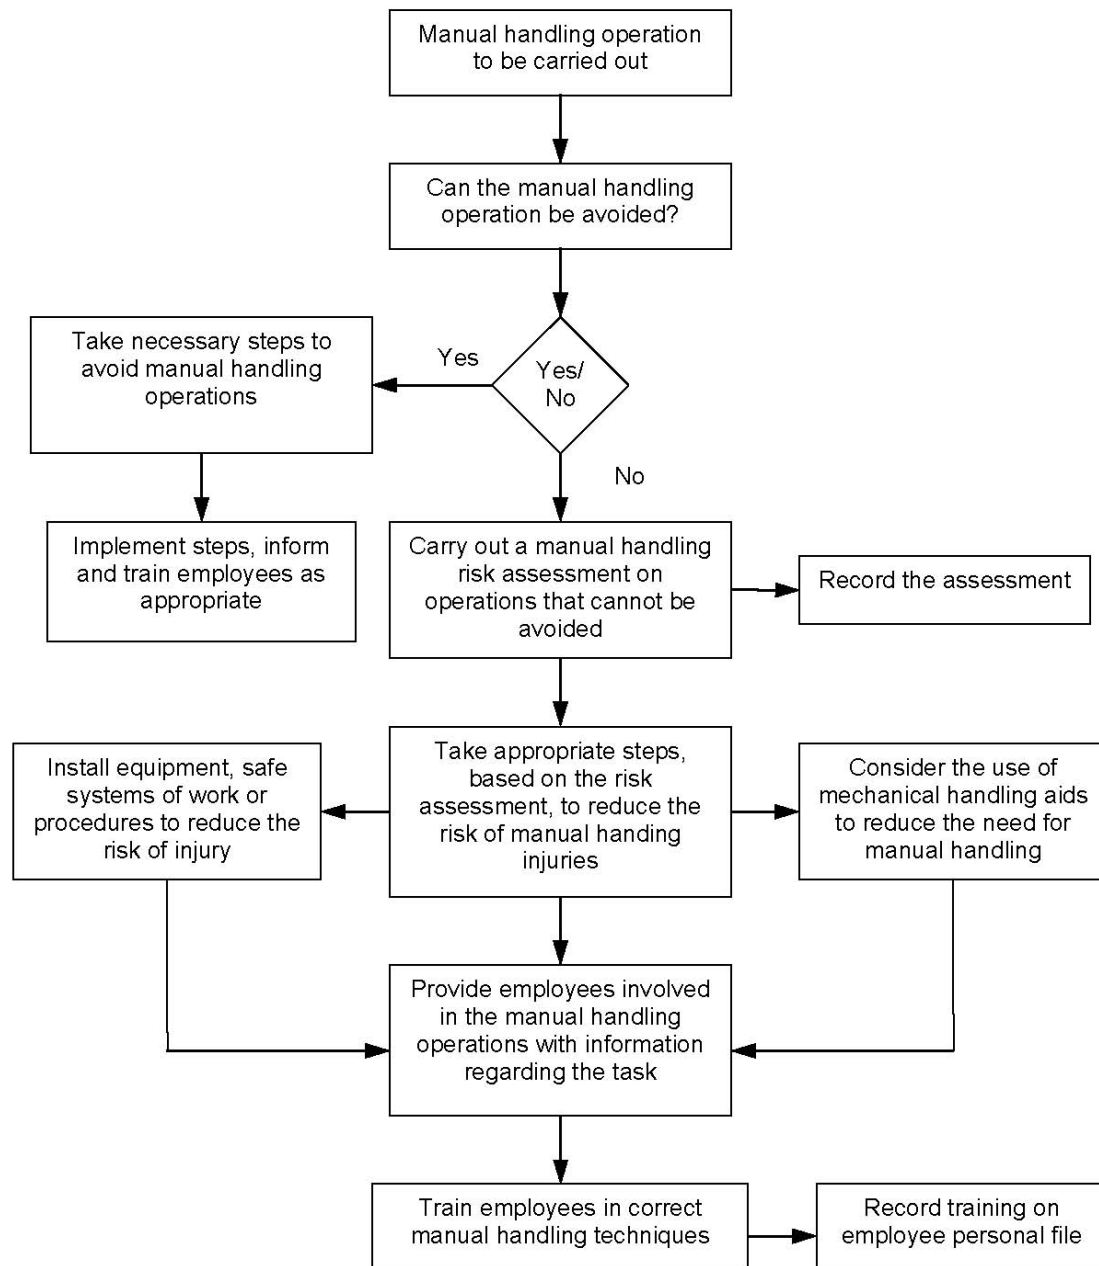 Manual handling operation
to be carried out
Can the manual handling
operation be avoided?
Take necessary steps to
avoid manual handling
operations
Yes
Yes/
No
No
Implement steps, inform
and train employees as
appropriate
Carry out a manual handling
risk assessment on
operations that cannot be
avoided
Record the assessment
Install equipment, safe
systems of work or
procedures to reduce the
risk of injury
Take appropriate steps,
based on the risk
assessment, to reduce the
risk of manual handing
injuries
Consider the use of
mechanical handling aids
to reduce the need for
manual handling
Provide employees involved
in the manual handling
operations with information
regarding the task
Train employees in correct
manual handling techniques
Record training on
employee personal file